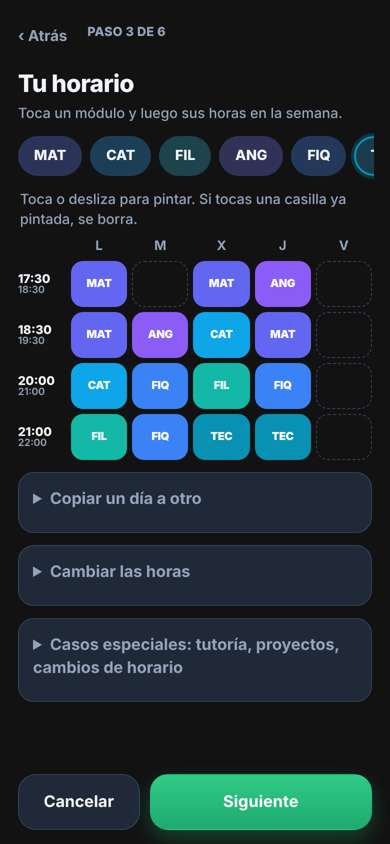 ‹ Atrás PASO 3 DE 6
Tu horario
Toca un módulo y luego sus horas en la semana.
MAT CAT FIL ANG FIQ
Toca o desliza para pintar. Si tocas una casilla ya
pintada, se borra.
L M X J V
17:30 MAT MAT ANG
18:30
18:30 MAT ANG CAT MAT
19:30
20:00 CAT FIQ FIL FIQ
21:00
21:00 FIL FIQ TEC TEC
22:00
▶ Copiar un día a otro
▶ Cambiar las horas
▶ Casos especiales: tutoría, proyectos,
cambios de horario
Cancelar Siguiente